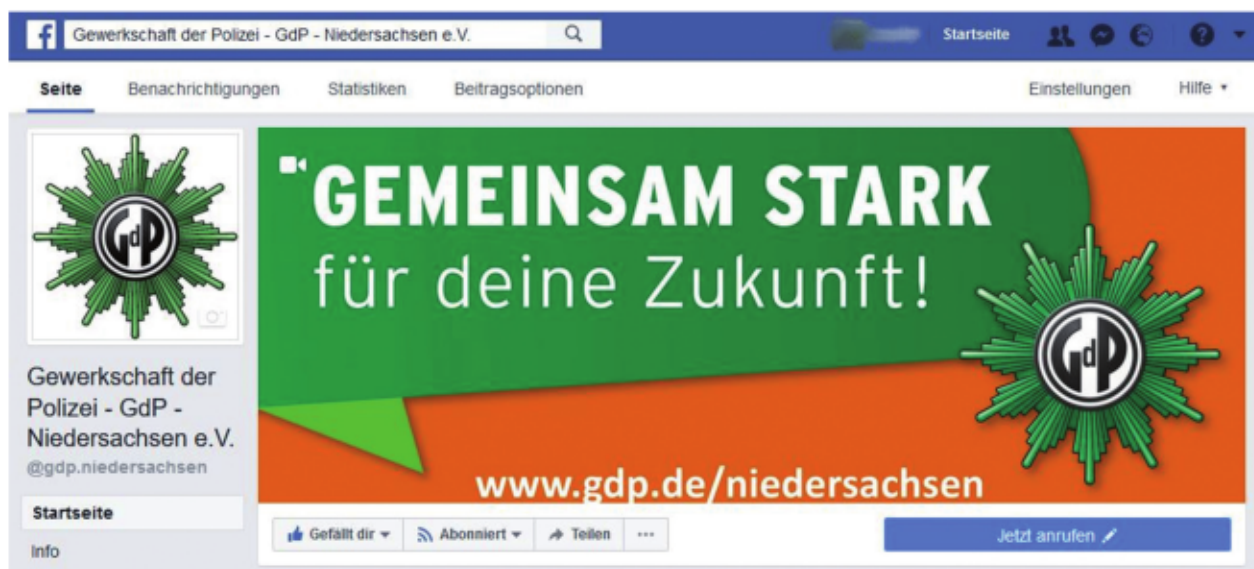 f Gewerkschaft der Polizei - GdP - Niedersachsen e.V.
Startseite
?
Seite Benachrichtigungen Statistiken Beitragsoptionen Einstellungen Hilfe
GdP
GEMEINSAM STARK
für deine Zukunft!
GdP
www.gdp.de/niedersachsen
Gewerkschaft der
Polizei - GdP -
Niedersachsen e.V.
@gdp.niedersachsen
Startseite
Info
Gefällt dir Abonniert Teilen ... Jetzt anrufen